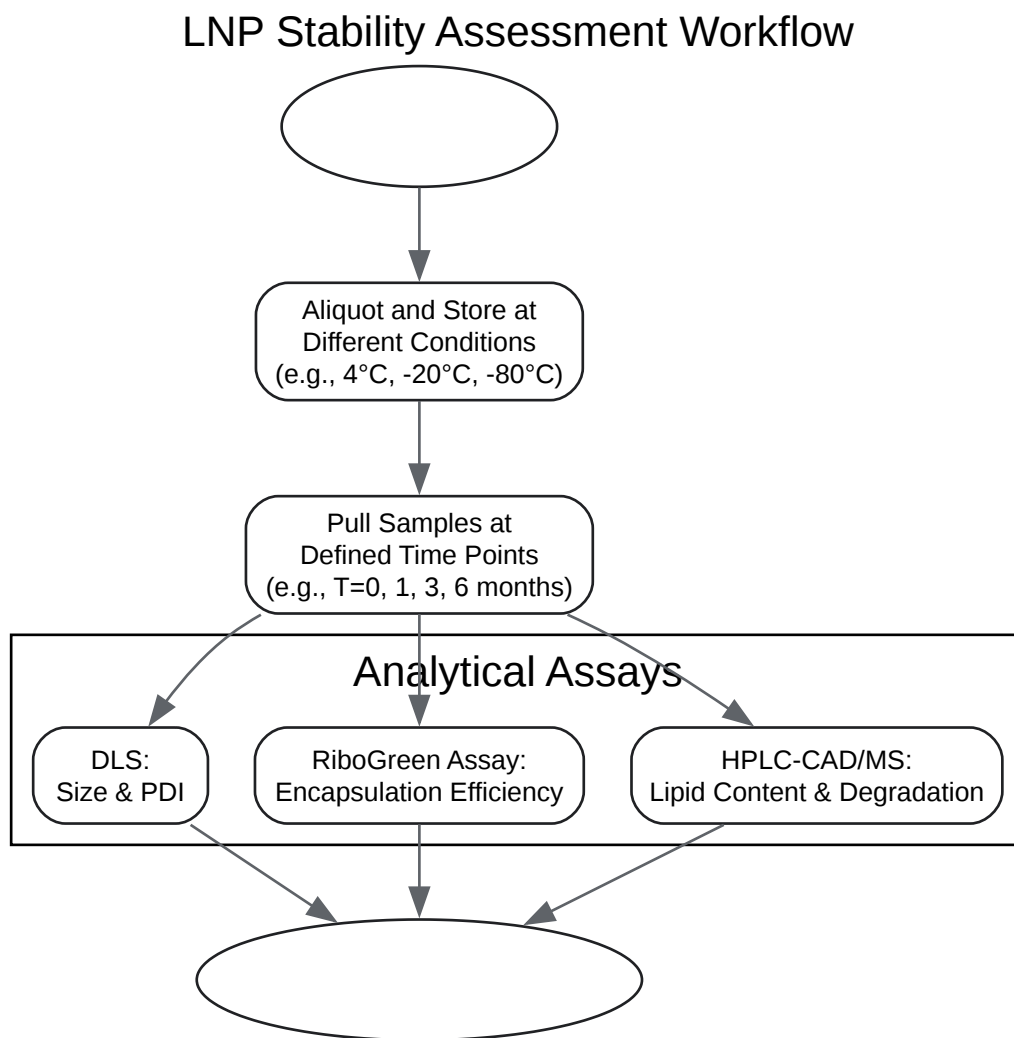 LNP Stability Assessment Workflow
Aliquot and Store at
Different Conditions
(e.g., 4°C, -20°C, -80°C)
Pull Samples at
Defined Time Points
(e.g., T=0, 1, 3, 6 months)
Analytical Assays
DLS:
Size & PDI
RiboGreen Assay:
Encapsulation Efficiency
HPLC-CAD/MS:
Lipid Content & Degradation